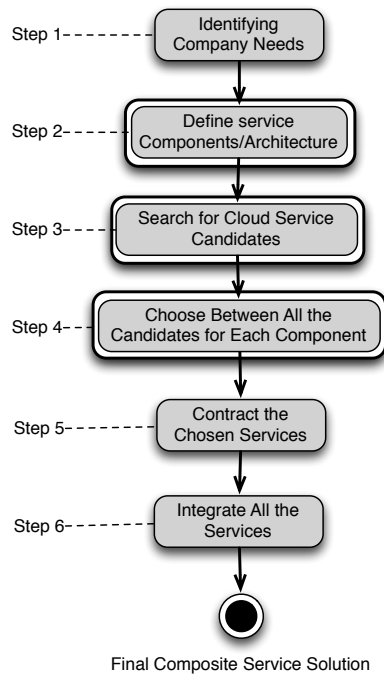 Step 1
Identifying
Company Needs
Step 2
Define service
Components/Architecture
Step 3
Search for Cloud Service
Candidates
Step 4
Choose Between All the
Candidates for Each Component
Step 5
Contract the
Chosen Services
Step 6
Integrate All the
Services
Final Composite Service Solution